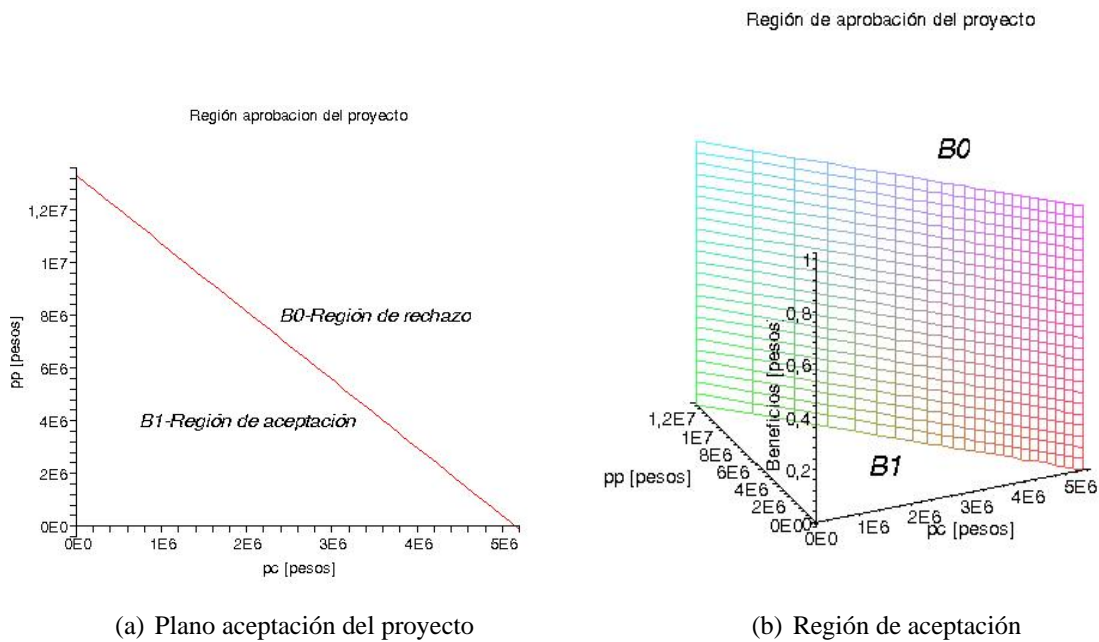 Región aprobacion del proyecto
1,2E7
1E7
8E6
6E6
4E6
2E6
0E0
pp [pesos]
B0-Región de rechazo
B1-Región de aceptación
0E0 1E6 2E6 3E6 4E6 5E6
pc [pesos]
(a) Plano aceptación del proyecto
Región de aprobación del proyecto
B0
B1
1
0,8
0,6
0,4
0,2
0
Beneficios [pesos]
1,2E7
1E7
8E6
6E6
4E6
2E6
0E0
pp [pesos]
0E0 1E6 2E6 3E6 4E6 5E6
pc [pesos]
(b) Región de aceptación